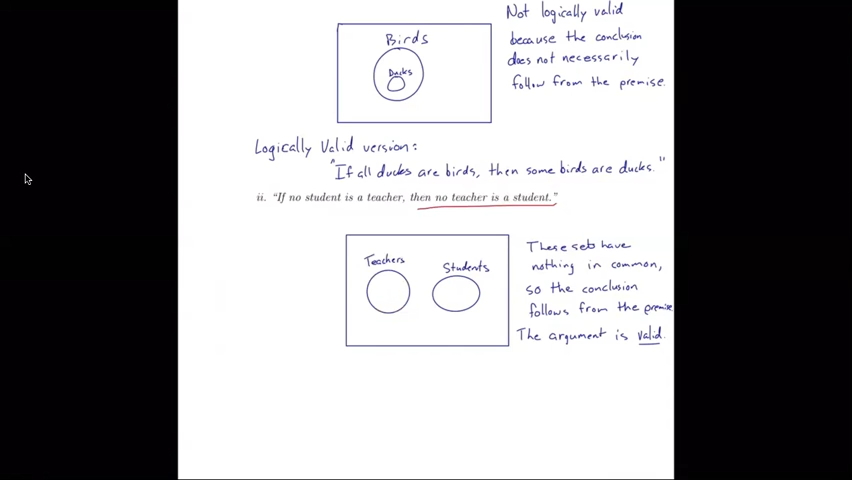 Birds
Ducks
Not logically valid
because the conclusion
does not necessarily
follow from the premise.
Logically Valid version:
"If all ducks are birds, then some birds are ducks."
ii. "If no student is a teacher, then no teacher is a student."
Teachers
Students
These sets have
nothing in common,
so the conclusion
follows from the premise.
The argument is valid.